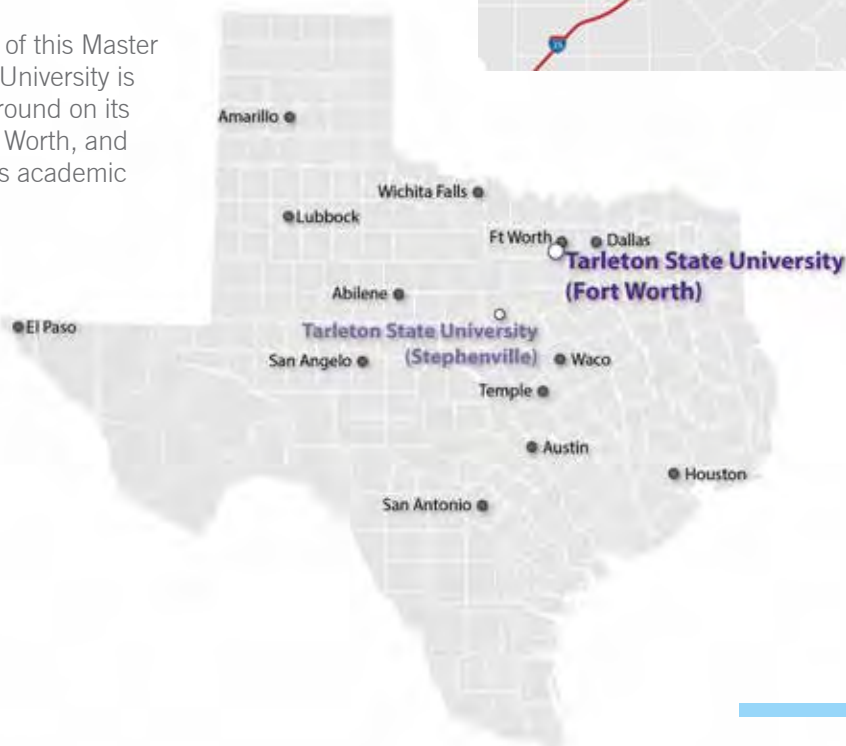 of this Master
University is
round on its
Worth, and
s academic
35
Amarillo
Wichita Falls
Lubbock
Ft Worth
Dallas
Tarleton State University
(Fort Worth)
Abilene
El Paso
Tarleton State University
(Stephenville)
San Angelo
Waco
Temple
Austin
Houston
San Antonio